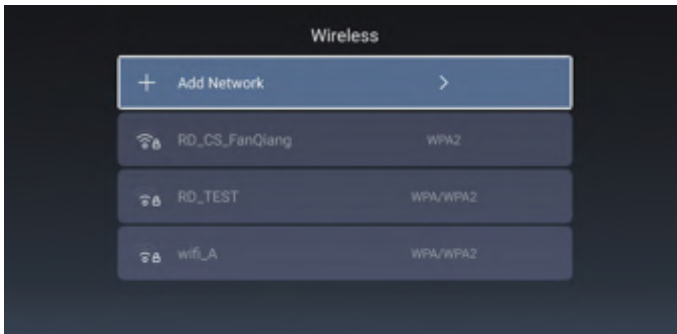 Wireless
Add Network
RD_CS_FanQiang WPA2
RD_TEST WPA/WPA2
wifi_A WPA/WPA2